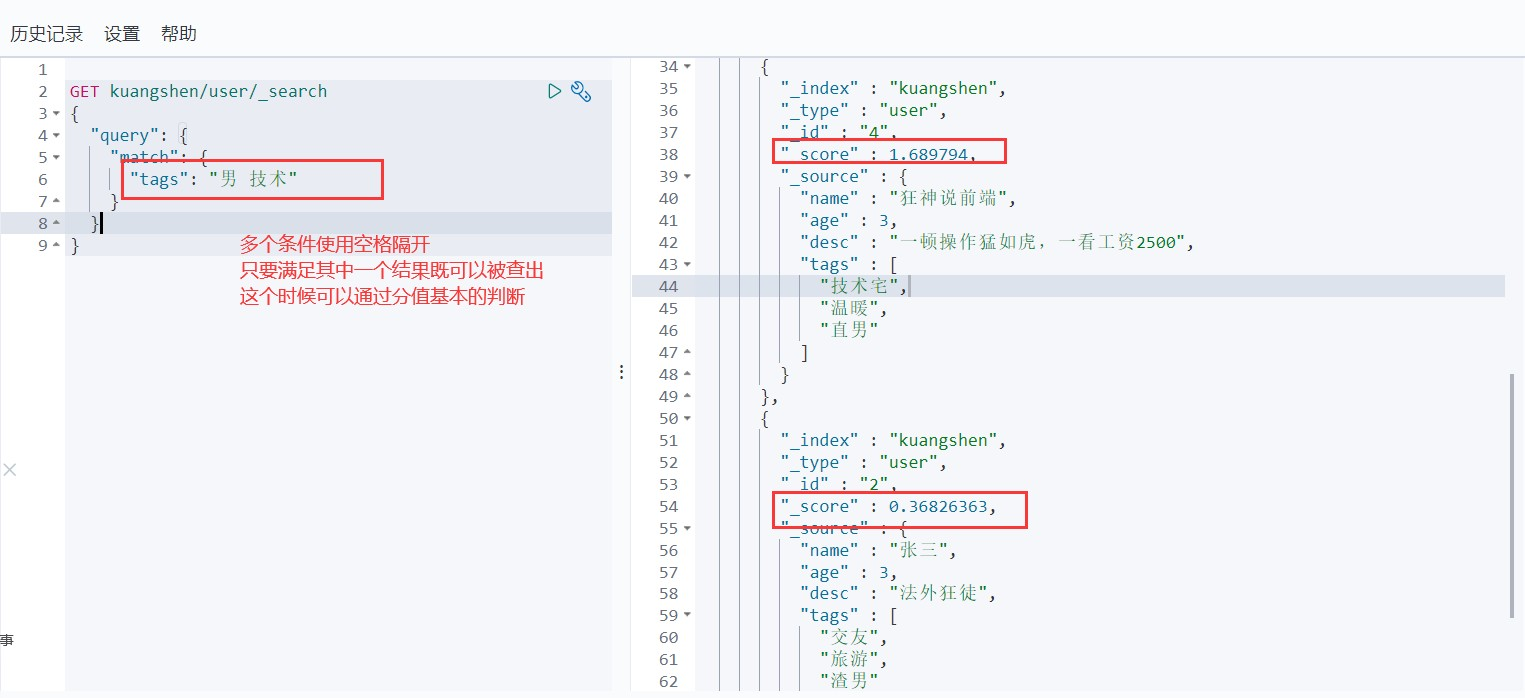 历史记录 设置 帮助
1
2 GET kuangshen/user/_search
3 {
4 "query": {
5 "match": {
6 "tags": "男 技术"
7 }
8 }
9 }
多个条件使用空格隔开
只要满足其中一个结果既可以被查出
这个时候可以通过分值基本的判断
事
34 {
35 "_index" : "kuangshen",
36 "_type" : "user",
37 "_id" : "4",
38 "_score" : 1.689794,
39 "_source" : {
40 "name" : "狂神说前端",
41 "age" : 3,
42 "desc" : "一顿操作猛如虎，一看工资2500",
43 "tags" : [
44 "技术宅",
45 "温暖",
46 "直男"
47 ]
48 }
49 },
50 {
51 "_index" : "kuangshen",
52 "_type" : "user",
53 "_id" : "2",
54 "_score" : 0.36826363,
55 "_source" : {
56 "name" : "张三",
57 "age" : 3,
58 "desc" : "法外狂徒",
59 "tags" : [
60 "交友",
61 "旅游",
62 "渣男"